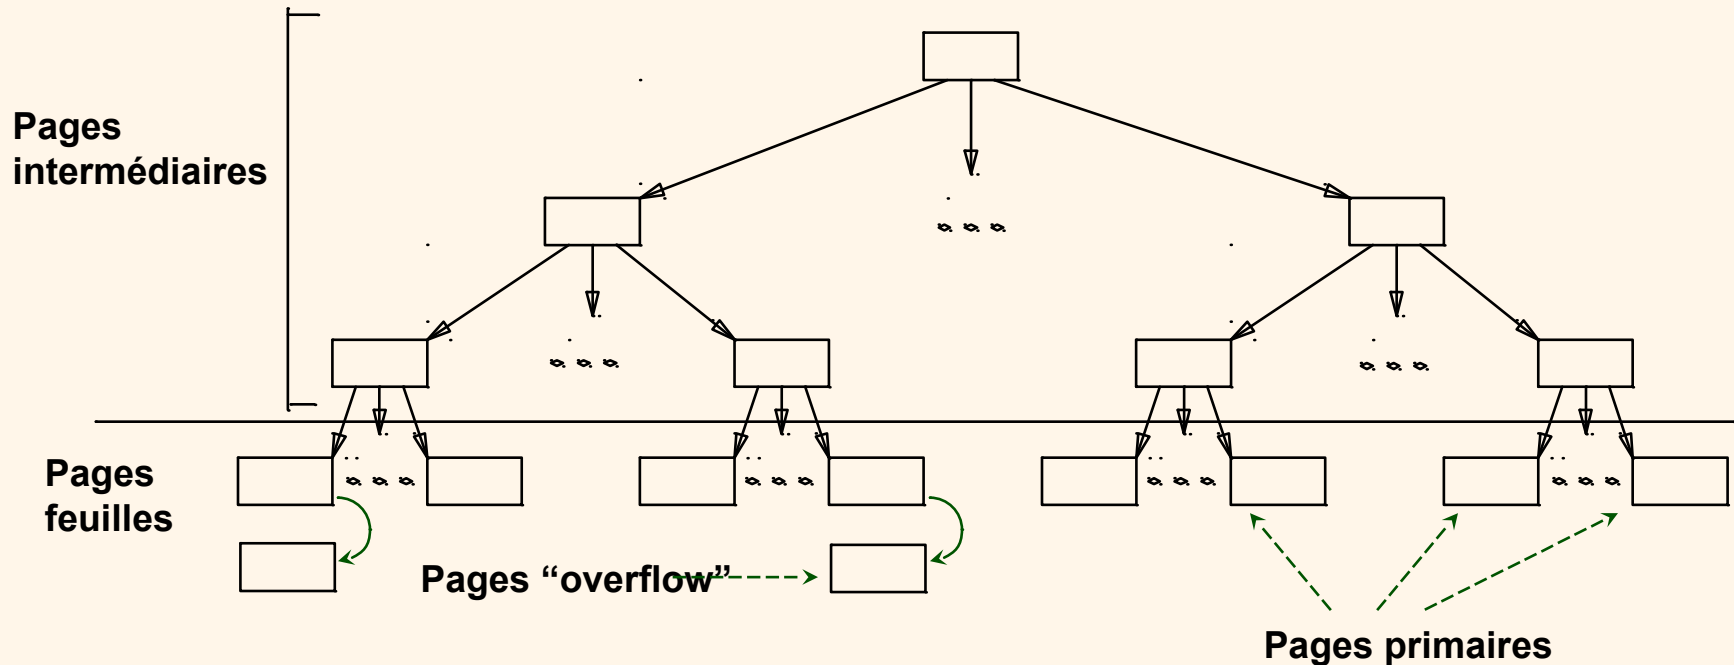 Pages
intermédiaires
Pages
feuilles
Pages “overflow”
Pages primaires